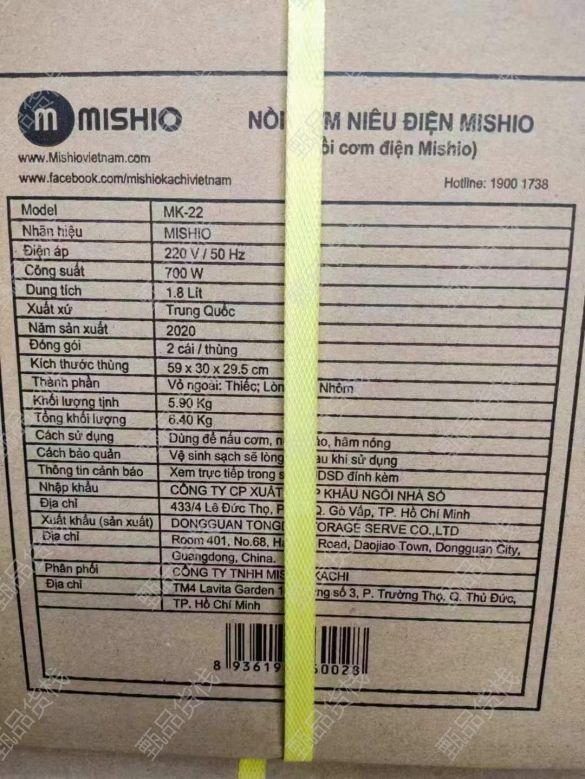 m MISHIO
NỒI M NIÊU ĐIỆN MISHIO
ồi cơm điện Mishio)
www.Mishiovietnam.com
www.facebook.com/mishiokachivietnam
Hotline: 1900 1738
Model MK-22
Nhãn hiệu MISHIO
Điện áp 220 V / 50 Hz
Công suất 700 W
Dung tích 1.8 Lít
Xuất xứ Trung Quốc
Năm sản xuất 2020
Đóng gói 2 cái / thùng
Kích thước thùng 59 x 30 x 29.5 cm
Thành phần Vỏ ngoài: Thiếc; Nhôm
Khối lượng tịnh 5.90 Kg
Tổng khối lượng 6.40 Kg
Cách sử dụng Dùng để nấu cơm, hâm nóng
Cách bảo quản Vệ sinh sạch sẽ khi sử dụng
Thông tin cảnh báo Xem trực tiếp trong đính kèm
Nhập khẩu CÔNG TY CP XUẤT KHẨU NGÔI NHÀ SỐ
Địa chỉ 433/4 Lê Đức Thọ, Q. Gò Vấp, TP. Hồ Chí Minh
Xuất khẩu (sản xuất) DONGGUAN SERVE CO.,LTD
Địa chỉ Room 401, No.68, Road, Daojiao Town, Dongguan City,
Guangdong, China.
Phân phối CÔNG TY TNHH
Địa chỉ TM4 Lavita Garden số 3, P. Trường Thọ, Q. Thủ Đức,
TP. Hồ Chí Minh
8 93619 60028
甄品货栈